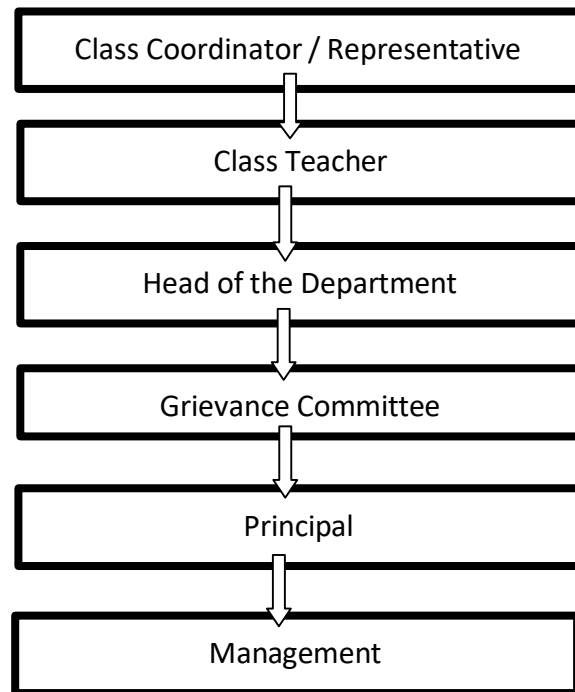 Class Coordinator / Representative
Class Teacher
Head of the Department
Grievance Committee
Principal
Management